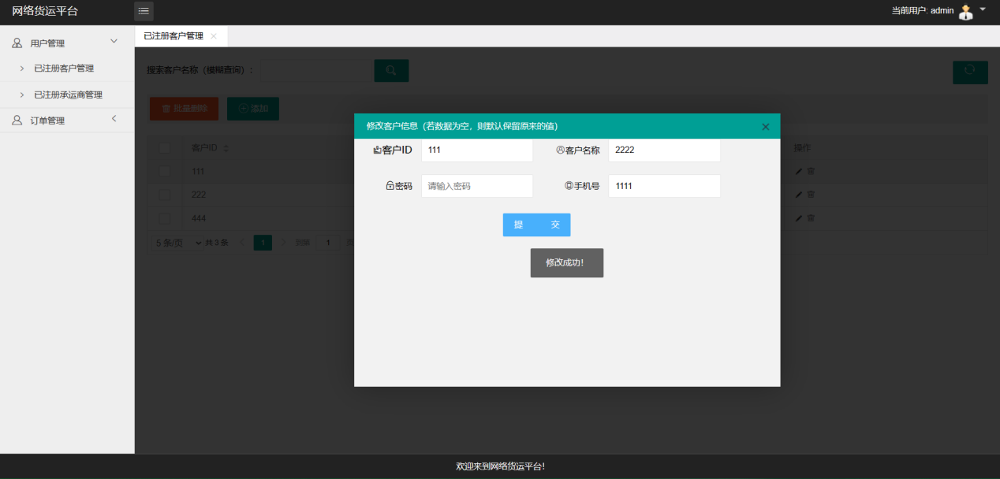 网络货运平台
当前用户: admin
用户管理
已注册客户管理
已注册承运商管理
订单管理
已注册客户管理
搜索客户名称（模糊查询）：
批量删除
添加
客户ID
操作
111
222
444
5 条/页
共 3 条
1
到第
1
页
修改客户信息（若数据为空，则默认保留原来的值）
客户ID
111
客户名称
2222
密码
请输入密码
手机号
1111
提 交
修改成功!
欢迎来到网络货运平台!